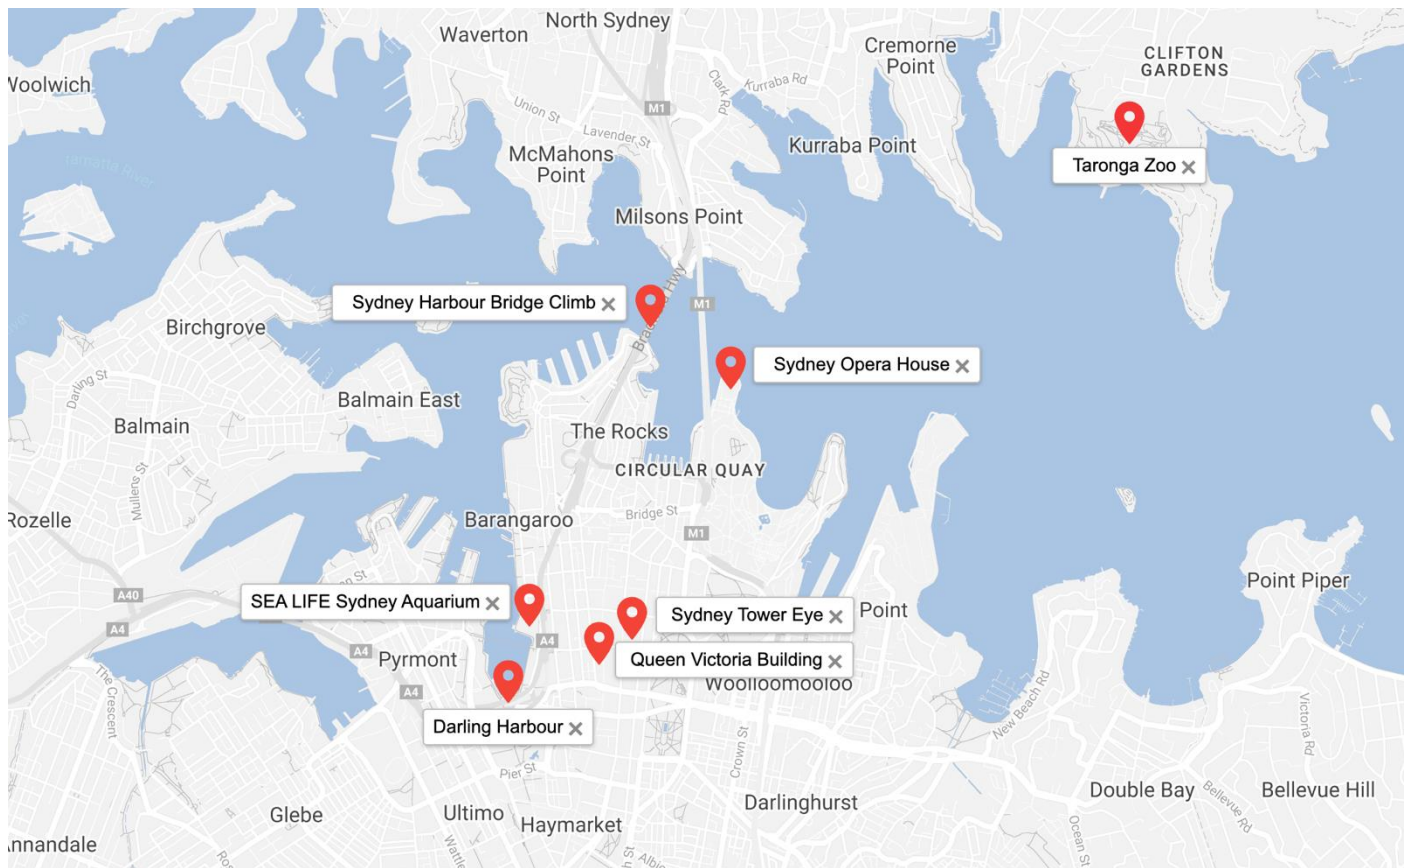 North Sydney
Waverton
Cremorne
Point
CLIFTON
GARDENS
Woolwich
Kurraba Rd
Clark Rd
M1
Union St
Lavender St
Kurraba Point
McMahons
Point
Taronga Zoo
Milsons Point
Sydney Harbour Bridge Climb
Hwy
M1
Birchgrove
Sydney Opera House
Darling St
Balmain East
Balmain
The Rocks
CIRCULAR QUAY
Mullens St
Rozelle
Barangaroo
Bridge St
M1
Point Piper
A40
SEA LIFE Sydney Aquarium
Sydney Tower Eye
Point
A4
A4
A4
Pyrmont
Queen Victoria Building
Woolloomooloo
The Crescent
A4
New Beach Rd
Victoria Rd
Darling Harbour
Crown St
Pier St
Double Bay
Bellevue Hill
Glebe
Ultimo
Haymarket
Darlinghurst
Bellevue Rd
Ocean St